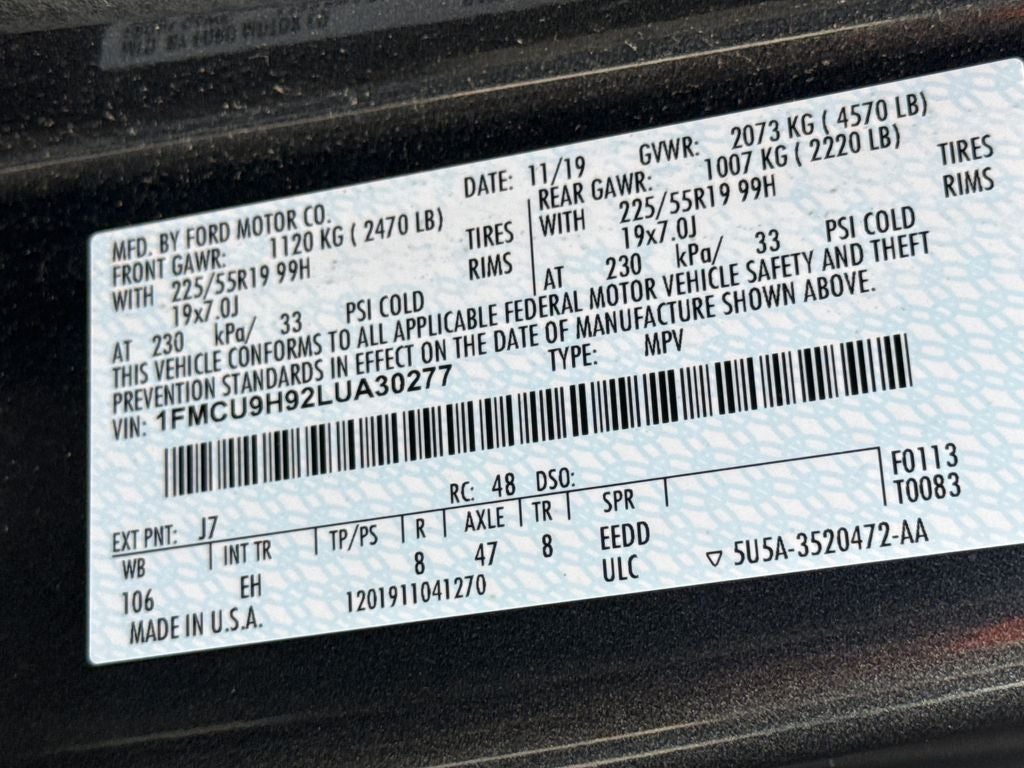 MFD. BY FORD MOTOR CO.
DATE: 11/19 GVWR: 2073 KG ( 4570 LB)
FRONT GAWR: 1120 KG ( 2470 LB)
WITH 225/55R19 99H TIRES
19x7.0J RIMS
AT 230 kPa/ 33 PSI COLD
REAR GAWR: 1007 KG ( 2220 LB)
WITH 225/55R19 99H TIRES
19x7.0J RIMS
AT 230 kPa/ 33 PSI COLD
THIS VEHICLE CONFORMS TO ALL APPLICABLE FEDERAL MOTOR VEHICLE SAFETY AND THEFT
PREVENTION STANDARDS IN EFFECT ON THE DATE OF MANUFACTURE SHOWN ABOVE.
VIN: 1FMCU9H92LUA30277 TYPE: MPV
EXT PNT: J7 RC: 48 DSO: F0113
WB INT TR TP/PS R AXLE TR SPR T0083
106 EH 8 47 8 EEDD
ULC ▽ 5U5A-3520472-AA
MADE IN U.S.A. 1201911041270